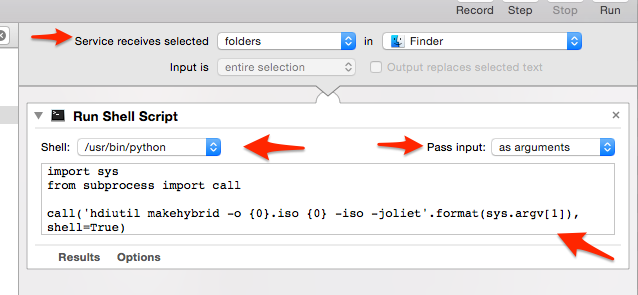 Record Step Stop Run
Service receives selected folders in Finder
Input is entire selection Output replaces selected text
Run Shell Script
Shell: /usr/bin/python Pass input: as arguments
import sys
from subprocess import call
call('hdiutil makehybrid -o {0}.iso {0} -iso -joliet'.format(sys.argv[1]),
shell=True)
Results Options